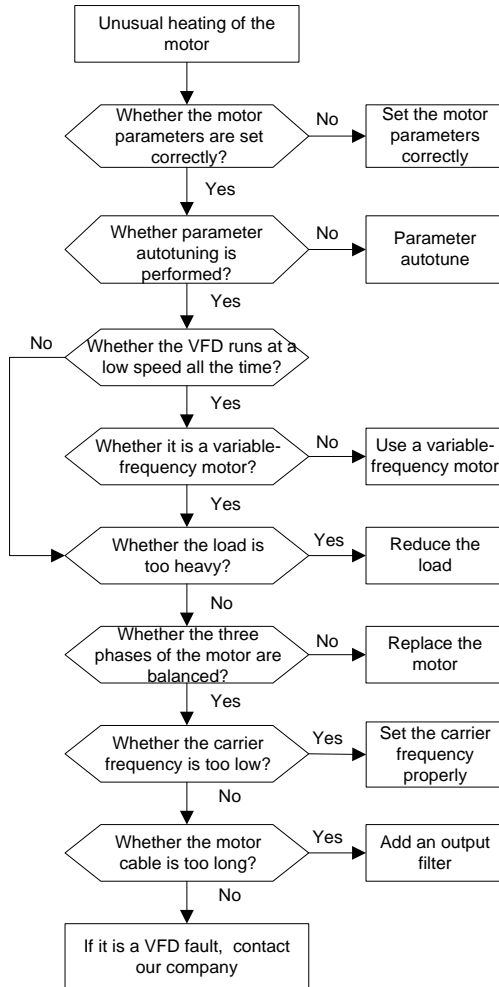 Unusual heating of the
motor
Whether the motor
parameters are set
correctly?
No
Set the motor
parameters
correctly
Yes
Whether parameter
autotuning is
performed?
No
Parameter
autotune
Yes
No
Whether the VFD runs at a
low speed all the time?
Yes
Whether it is a variable-
frequency motor?
No
Use a variable-
frequency motor
Yes
Whether the load is
too heavy?
Yes
Reduce the
load
No
Whether the three
phases of the motor are
balanced?
No
Replace the
motor
Yes
Whether the carrier
frequency is too low?
Yes
Set the carrier
frequency
properly
No
Whether the motor
cable is too long?
Yes
Add an output
filter
No
If it is a VFD fault, contact
our company